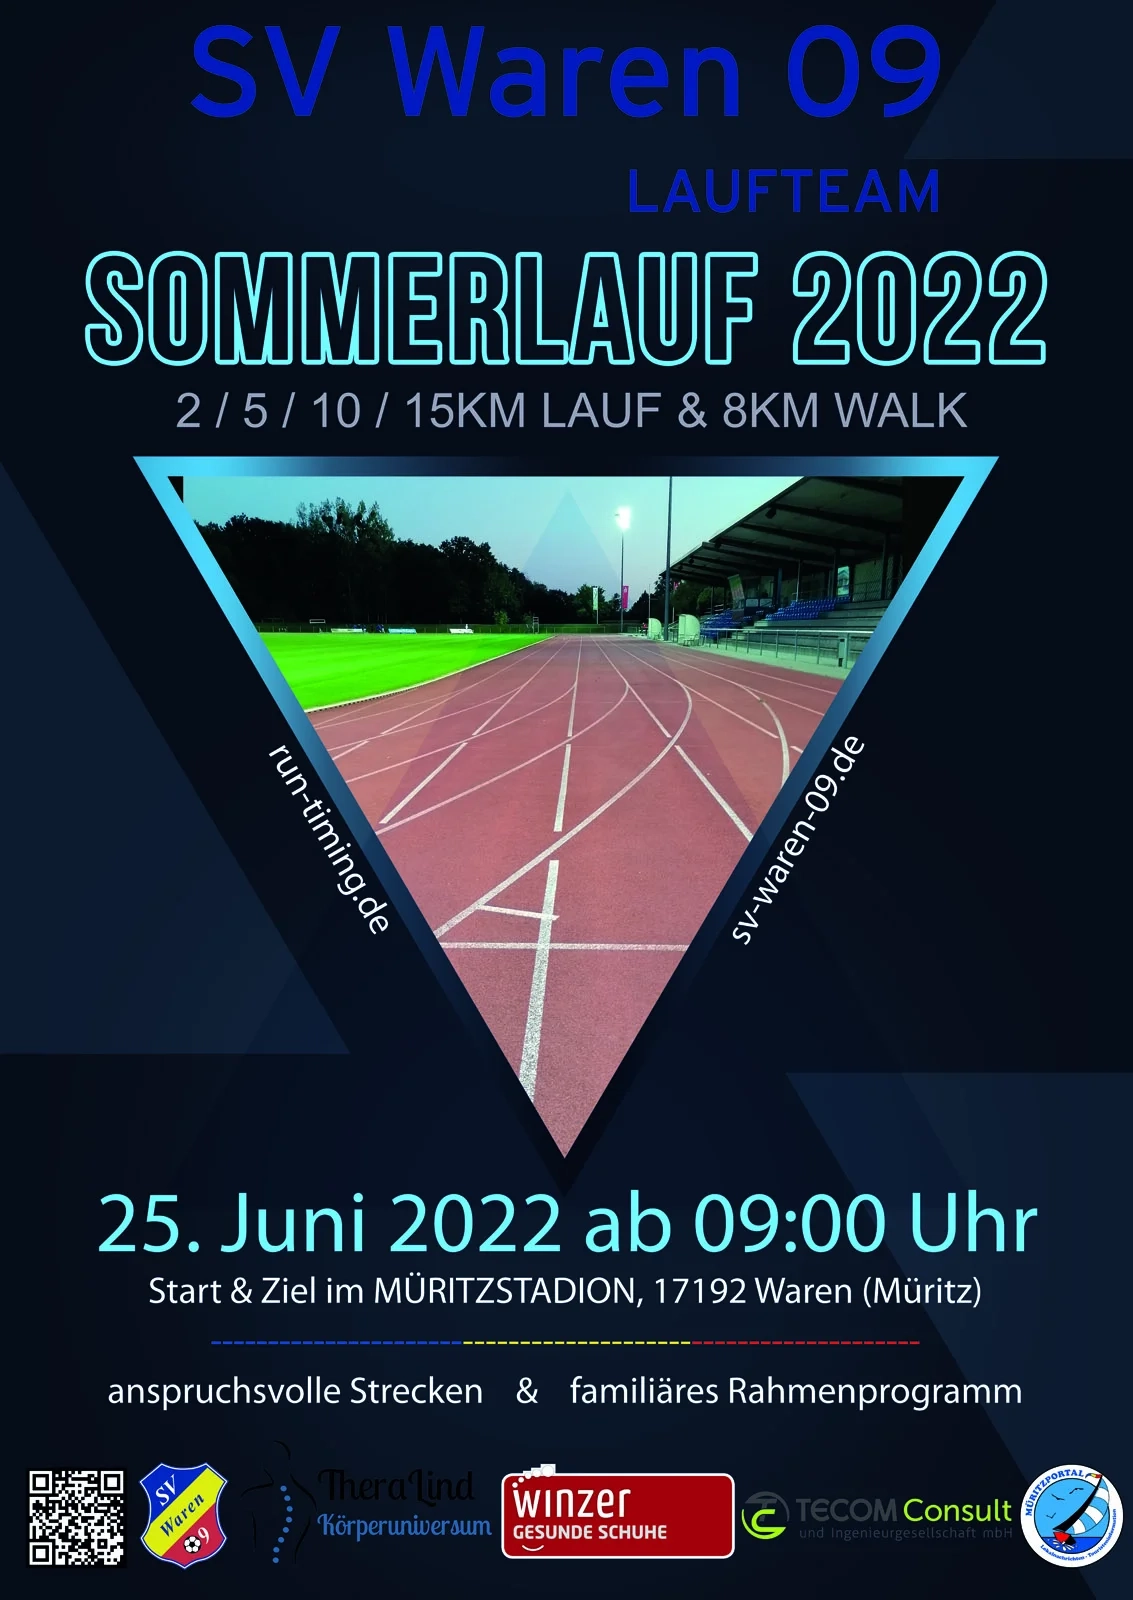 SV Waren 09
LAUFTEAM
SOMMERLAUF 2022
2 / 5 / 10 / 15KM LAUF & 8KM WALK
run-timing.de
sv-waren-09.de
25. Juni 2022 ab 09:00 Uhr
Start & Ziel im MÜRITZSTADION, 17192 Waren (Müritz)
anspruchsvolle Strecken & familiäres Rahmenprogramm
SV
Waren
09
TheraLind
Körperuniversum
winzer
GESUNDE SCHUHE
TECOM Consult
und Ingenieurgesellschaft mbH
MÜRITZPORTAL
Lokalnachrichten - Touristeninformation